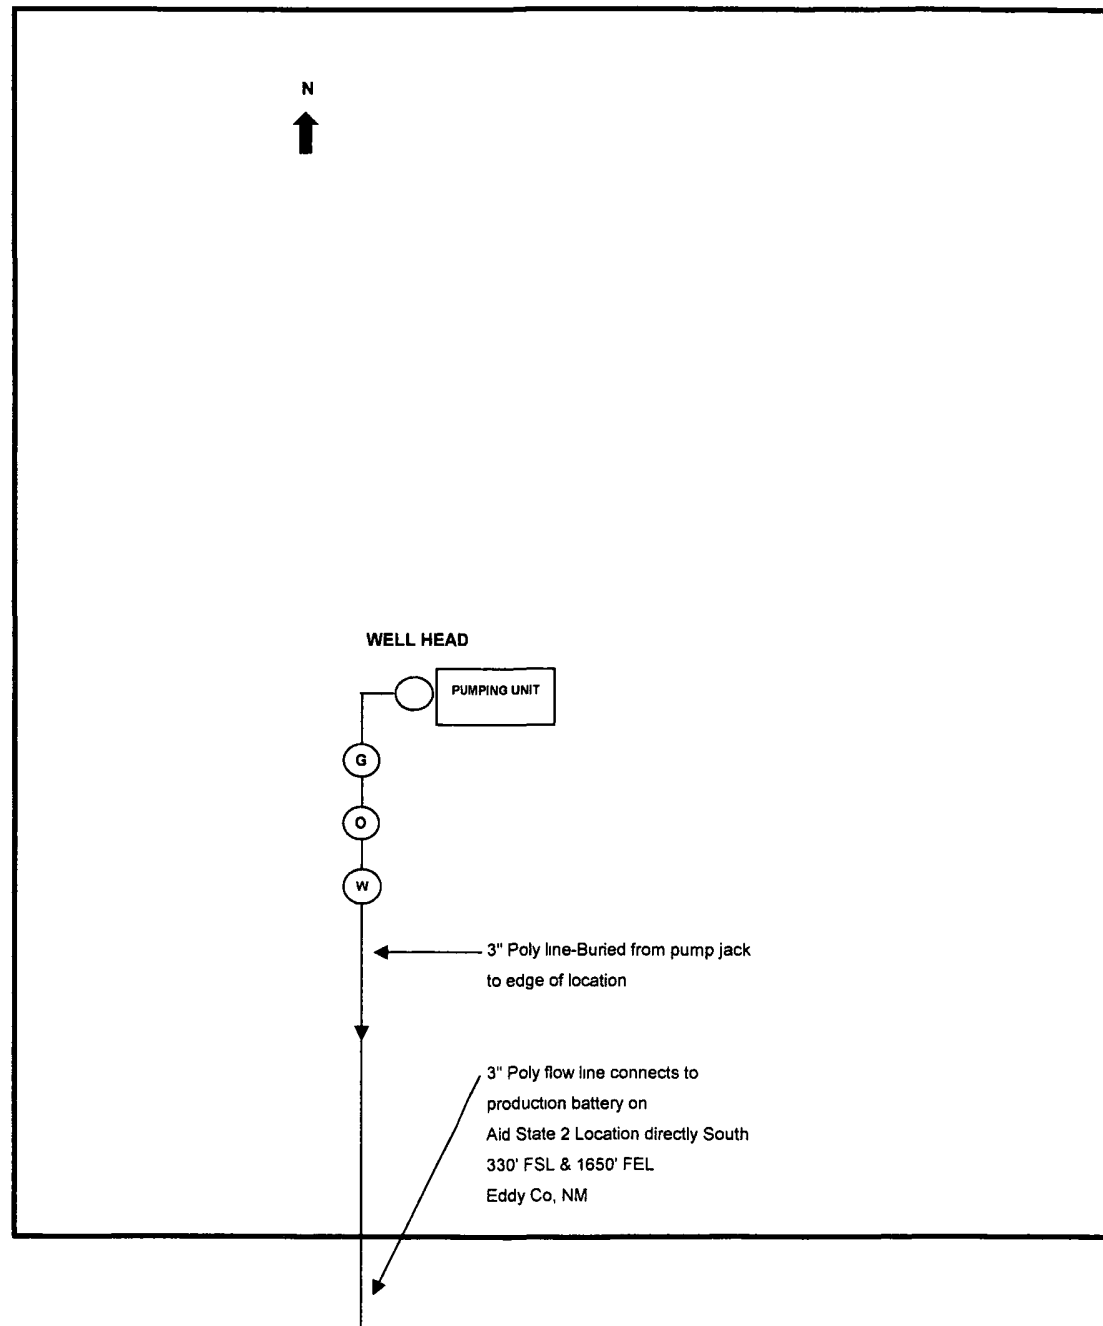 N
WELL HEAD
PUMPING UNIT
G
O
W
3" Poly line-Buried from pump jack
to edge of location
3" Poly flow line connects to
production battery on
Aid State 2 Location directly South
330' FSL & 1650' FEL
Eddy Co, NM